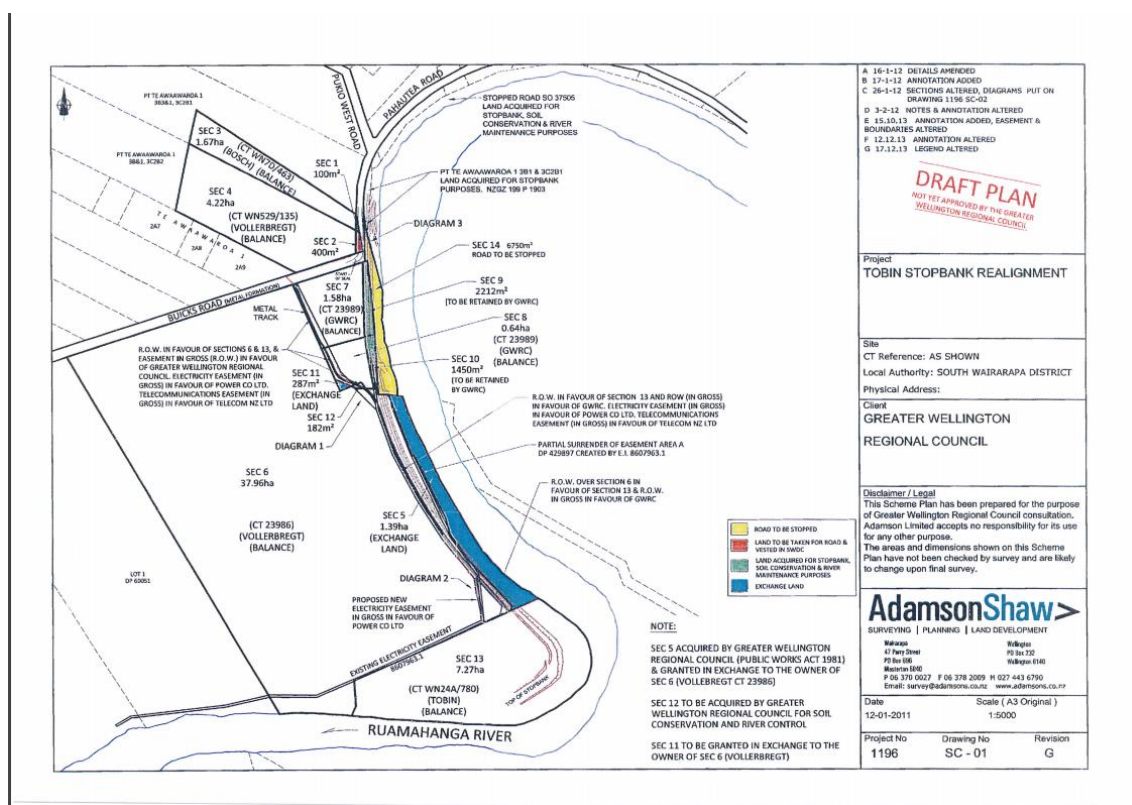 PT TE AWAAWAROA 1
3B3&1, 3C2B1
PT TE AWAAWAROA 1
3B&1, 3C2B2
SEC 3
1.67ha
(CT WN7D/463)
(BOSCH) (BALANCE)
SEC 4
4.22ha
(CT WN529/135)
(VOLLERBREGT)
(BALANCE)
TE AWAAWAROA 1
2A7
2A8
2A9
PUKIO WEST ROAD
PAHAUTEA ROAD
SEC 1
100m²
SEC 2
400m²
STOPPED ROAD SO 37505
LAND ACQUIRED FOR
STOPBANK, SOIL
CONSERVATION & RIVER
MAINTENANCE PURPOSES
PT TE AWAAWAROA 1 3B1 & 3C2B1
LAND ACQUIRED FOR STOPBANK
PURPOSES. NZGZ 199 P 1903
DIAGRAM 3
SEC 14 6750m²
ROAD TO BE STOPPED
SEC 9
2212m²
(TO BE RETAINED BY GWRC)
SEC 8
0.64ha
(CT 23989)
(GWRC)
(BALANCE)
SEC 10
1450m²
(TO BE RETAINED
BY GWRC)
START
OF SEAL
SEC 7
1.58ha
(CT 23989)
(GWRC)
(BALANCE)
BUICKS ROAD (METAL FORMATION)
METAL
TRACK
R.O.W. IN FAVOUR OF SECTIONS 6 & 13, &
EASEMENT IN GROSS (R.O.W.) IN FAVOUR
OF GREATER WELLINGTON REGIONAL
COUNCIL. ELECTRICITY EASEMENT (IN
GROSS) IN FAVOUR OF POWER CO LTD.
TELECOMMUNICATIONS EASEMENT (IN
GROSS) IN FAVOUR OF TELECOM NZ LTD
SEC 11
287m²
(EXCHANGE
LAND)
SEC 12
182m²
DIAGRAM 1
R.O.W. IN FAVOUR OF SECTION 13 AND ROW (IN GROSS)
IN FAVOUR OF GWRC. ELECTRICITY EASEMENT (IN GROSS)
IN FAVOUR OF POWER CO LTD. TELECOMMUNICATIONS
EASEMENT (IN GROSS) IN FAVOUR OF TELECOM NZ LTD
PARTIAL SURRENDER OF EASEMENT AREA A
DP 429897 CREATED BY E.I. 8607963.1
R.O.W. OVER SECTION 6 IN
FAVOUR OF SECTION 13 & R.O.W.
IN GROSS IN FAVOUR OF GWRC
SEC 6
37.96ha
(CT 23986)
(VOLLERBREGT)
(BALANCE)
SEC 5
1.39ha
(EXCHANGE
LAND)
LOT 1
DP 62051
DIAGRAM 2
PROPOSED NEW
ELECTRICITY EASEMENT
IN GROSS IN FAVOUR OF
POWER CO LTD
EXISTING ELECTRICITY EASEMENT
8607963.1
SEC 13
7.27ha
(CT WN24A/780)
(TOBIN)
(BALANCE)
TOP OF STOPBANK
RUAMAHANGA RIVER
ROAD TO BE STOPPED
LAND TO BE TAKEN FOR ROAD &
VESTED IN SWDC
LAND ACQUIRED FOR STOPBANK,
SOIL CONSERVATION & RIVER
MAINTENANCE PURPOSES
EXCHANGE LAND
NOTE:
SEC 5 ACQUIRED BY GREATER WELLINGTON
REGIONAL COUNCIL (PUBLIC WORKS ACT 1981)
& GRANTED IN EXCHANGE TO THE OWNER OF
SEC 6 (VOLLEBREGT CT 23986)
SEC 12 TO BE ACQUIRED BY GREATER
WELLINGTON REGIONAL COUNCIL FOR SOIL
CONSERVATION AND RIVER CONTROL
SEC 11 TO BE GRANTED IN EXCHANGE TO THE
OWNER OF SEC 6 (VOLLEBREGT)
A 16-1-12 DETAILS AMENDED
B 17-1-12 ANNOTATION ADDED
C 26-1-12 SECTIONS ALTERED, DIAGRAMS PUT ON
DRAWING 1196 SC-02
D 3-2-12 NOTES & ANNOTATION ALTERED
E 15.10.13 ANNOTATION ADDED, EASEMENT &
BOUNDARIES ALTERED
F 12.12.13 ANNOTATION ALTERED
G 17.12.13 LEGEND ALTERED
DRAFT PLAN
NOT YET APPROVED BY THE GREATER
WELLINGTON REGIONAL COUNCIL
Project
TOBIN STOPBANK REALIGNMENT
Site
CT Reference: AS SHOWN
Local Authority: SOUTH WAIRARAPA DISTRICT
Physical Address:
Client
GREATER WELLINGTON
REGIONAL COUNCIL
Disclaimer / Legal
This Scheme Plan has been prepared for the purpose
of Greater Wellington Regional Council consultation.
Adamson Limited accepts no responsibility for its use
for any other purpose.
The areas and dimensions shown on this Scheme
Plan have not been checked by survey and are likely
to change upon final survey.
AdamsonShaw>
SURVEYING | PLANNING | LAND DEVELOPMENT
Wairarapa
47 Perry Street
PO Box 696
Masterton 5840
Wellington
PO Box 232
Wellington 6140
P 06 370 0027 F 06 378 2009 M 027 443 6790
Email: survey@adamsons.co.nz www.adamsons.co.nz
Date
12-01-2011
Scale ( A3 Original )
1:5000
Project No
1196
Drawing No
SC - 01
Revision
G